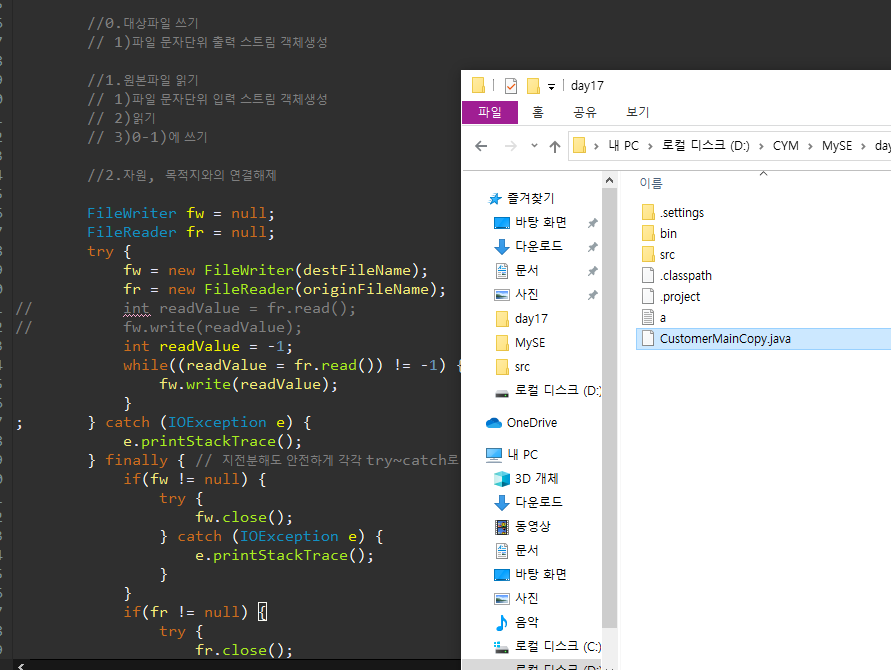 //0.대상파일 쓰기
// 1)파일 문자단위 출력 스트림 객체생성
//1.원본파일 읽기
// 1)파일 문자단위 입력 스트림 객체생성
// 2)읽기
// 3)0-1)에 쓰기
//2.자원, 목적지와의 연결해제
FileWriter fw = null;
FileReader fr = null;
try {
fw = new FileWriter(destFileName);
fr = new FileReader(originFileName);
// int readValue = fr.read();
// fw.write(readValue);
int readValue = -1;
while((readValue = fr.read()) != -1) {
fw.write(readValue);
}
; } catch (IOException e) {
e.printStackTrace();
} finally { // 지전분해도 안전하게 각각 try~catch로
if(fw != null) {
try {
fw.close();
} catch (IOException e) {
e.printStackTrace();
}
}
if(fr != null) {
try {
fr.close();
day17
파일 홈 공유 보기
내 PC > 로컬 디스크 (D:) > CYM > MySE > day
즐겨찾기
바탕 화면
다운로드
문서
사진
day17
MySE
src
로컬 디스크 (D:)
OneDrive
내 PC
3D 개체
다운로드
동영상
문서
바탕 화면
사진
음악
로컬 디스크 (C:)
로컬 디스크 (D:)
이름
.settings
bin
src
.classpath
.project
a
CustomerMainCopy.java